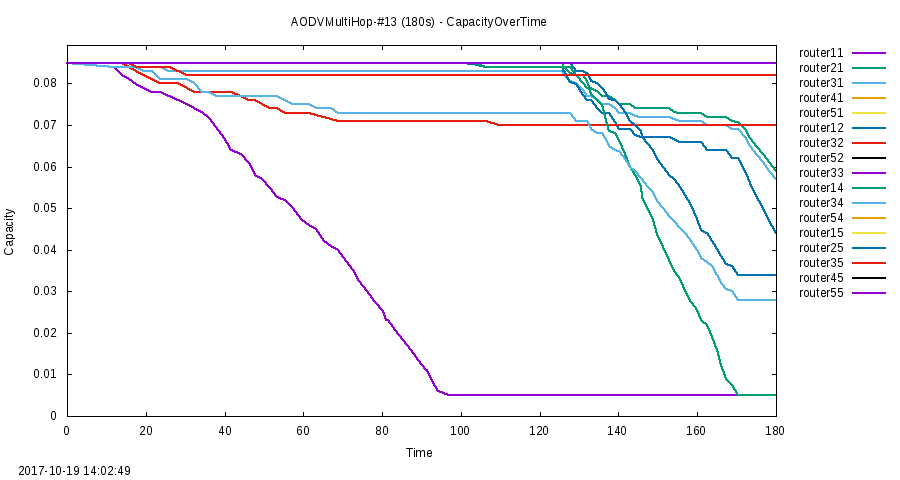 AODVMultiHop-#13 (180s) - CapacityOverTime
Capacity
0.08
0.07
0.06
0.05
0.04
0.03
0.02
0.01
0
0 20 40 60 80 100 120 140 160 180
Time
router11
router21
router31
router41
router51
router12
router32
router52
router33
router14
router34
router54
router15
router25
router35
router45
router55
2017-10-19 14:02:49